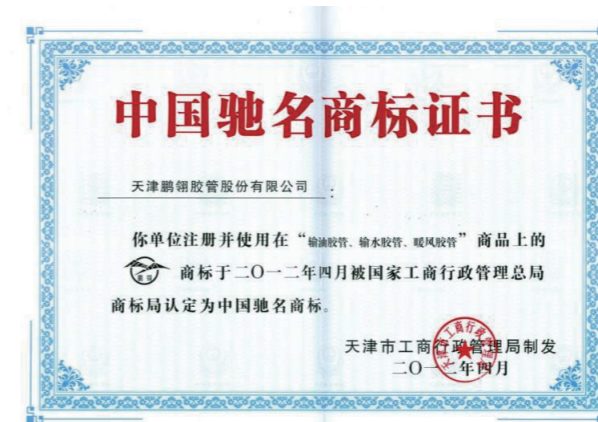 中国驰名商标证书
天津鹏翎胶管股份有限公司：
你单位注册并使用在“输油胶管、输水胶管、暖风胶管”商品上的
商标于二〇一二年四月被国家工商行政管理总局
商标局认定为中国驰名商标。
天津市工商行政管理局制发
二〇一二年四月